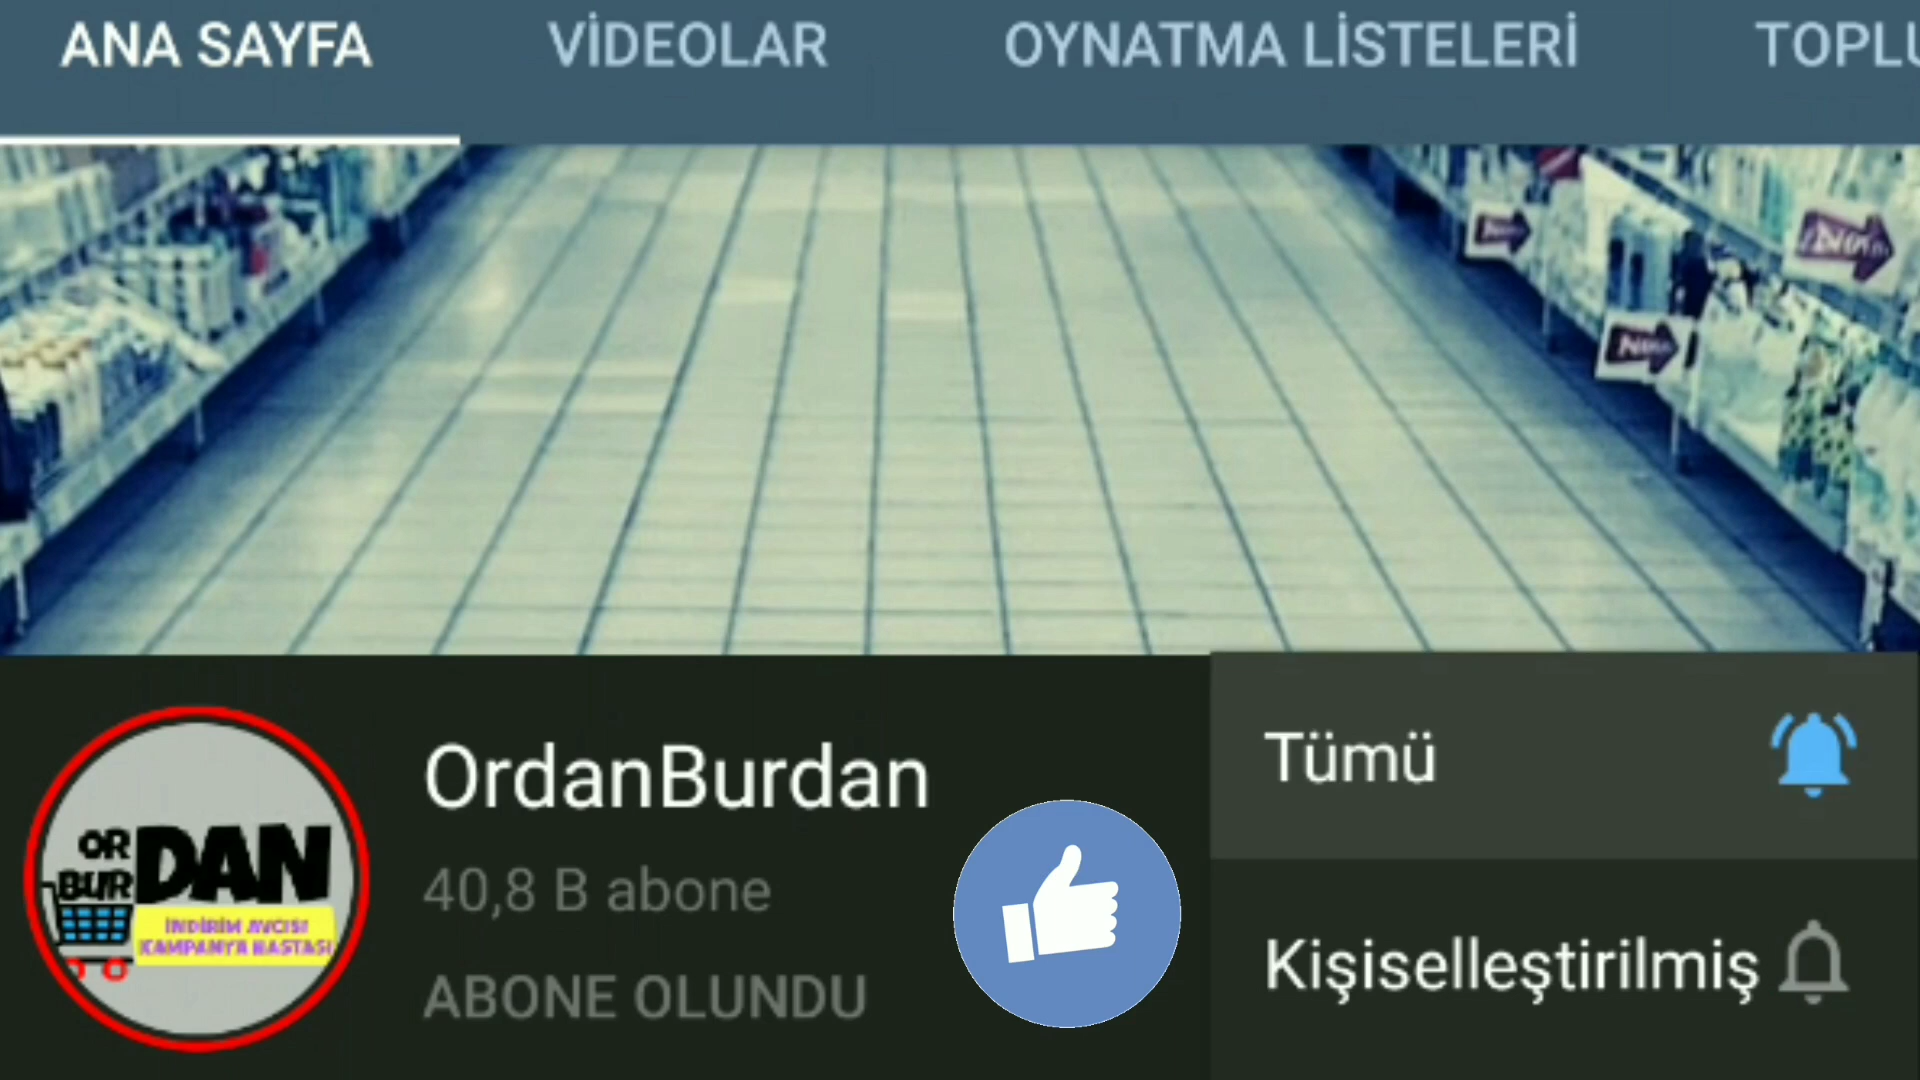 ANA SAYFA
VİDEOLAR
OYNATMA LİSTELERİ
TOPLU
OrdanBurdan
40,8 B abone
ABONE OLUNDU
OR
BUR
DAN
İNDİRİM AVCISI
KAMPANYA HASTASI
Tümü
Kişiselleştirilmiş